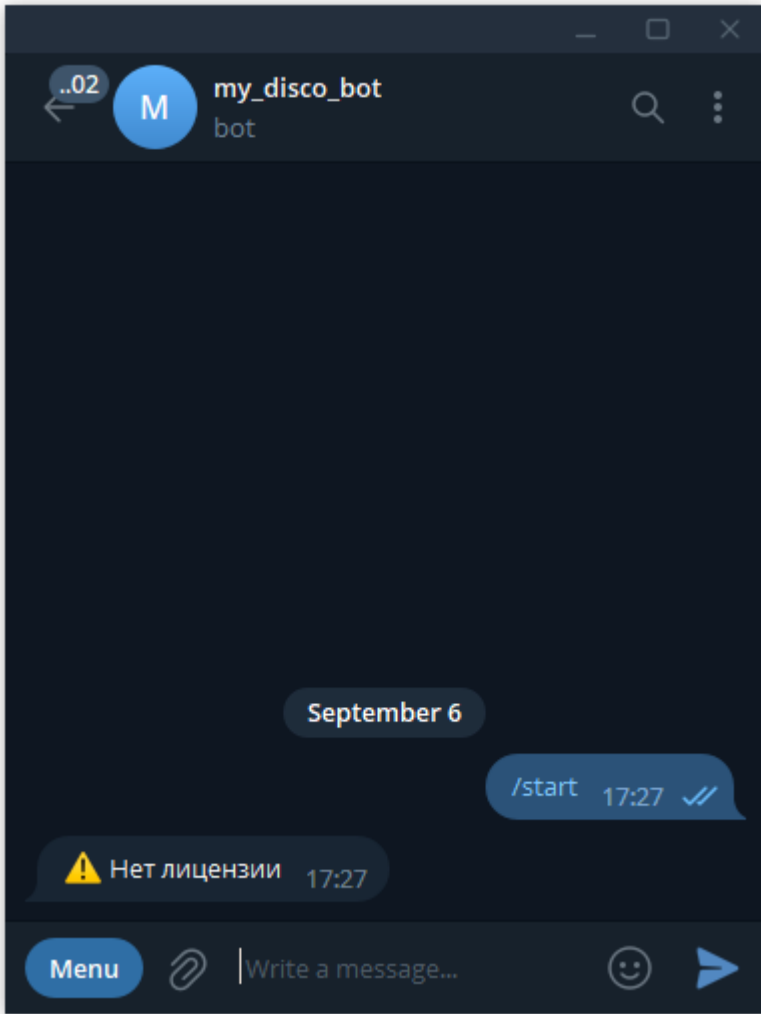 ..02
M
my_disco_bot
bot
September 6
/start 17:27
⚠️ Нет лицензии 17:27
Menu
Write a message...